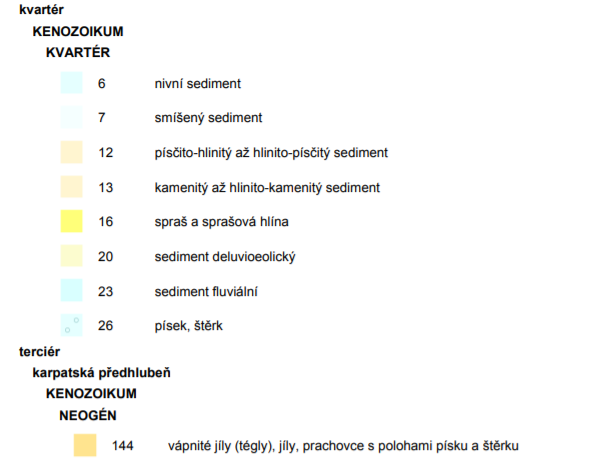 kvartér
KENOZOIKUM
KVARTÉR
6 nivní sediment
7 smíšený sediment
12 písčito-hlinitý až hlinito-písčitý sediment
13 kamenitý až hlinito-kamenitý sediment
16 spraš a sprašová hlína
20 sediment deluvioeolický
23 sediment fluviální
26 písek, štěrk
terciér
karpatská předhlubeň
KENOZOIKUM
NEOGÉN
144 vápnité jíly (tégly), jíly, prachovce s polohami písku a štěrku